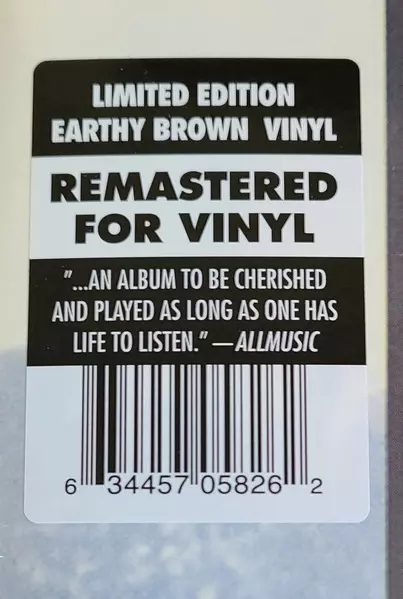 LIMITED EDITION
EARTHY BROWN VINYL
REMASTERED
FOR VINYL
"...AN ALBUM TO BE CHERISHED
AND PLAYED AS LONG AS ONE HAS
LIFE TO LISTEN." —ALLMUSIC
6 34457 05826 2